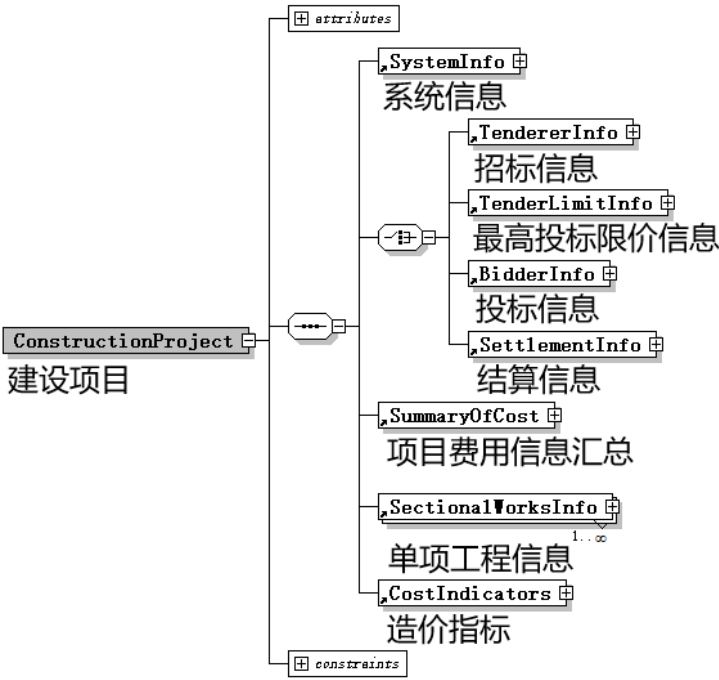 attributes
SystemInfo
系统信息
TendererInfo
招标信息
TenderLimitInfo
最高投标限价信息
BidderInfo
投标信息
SettlementInfo
结算信息
ConstructionProject
建设项目
SummaryOfCost
项目费用信息汇总
SectionalWorksInfo
1..∞
单项工程信息
CostIndicators
造价指标
constraints